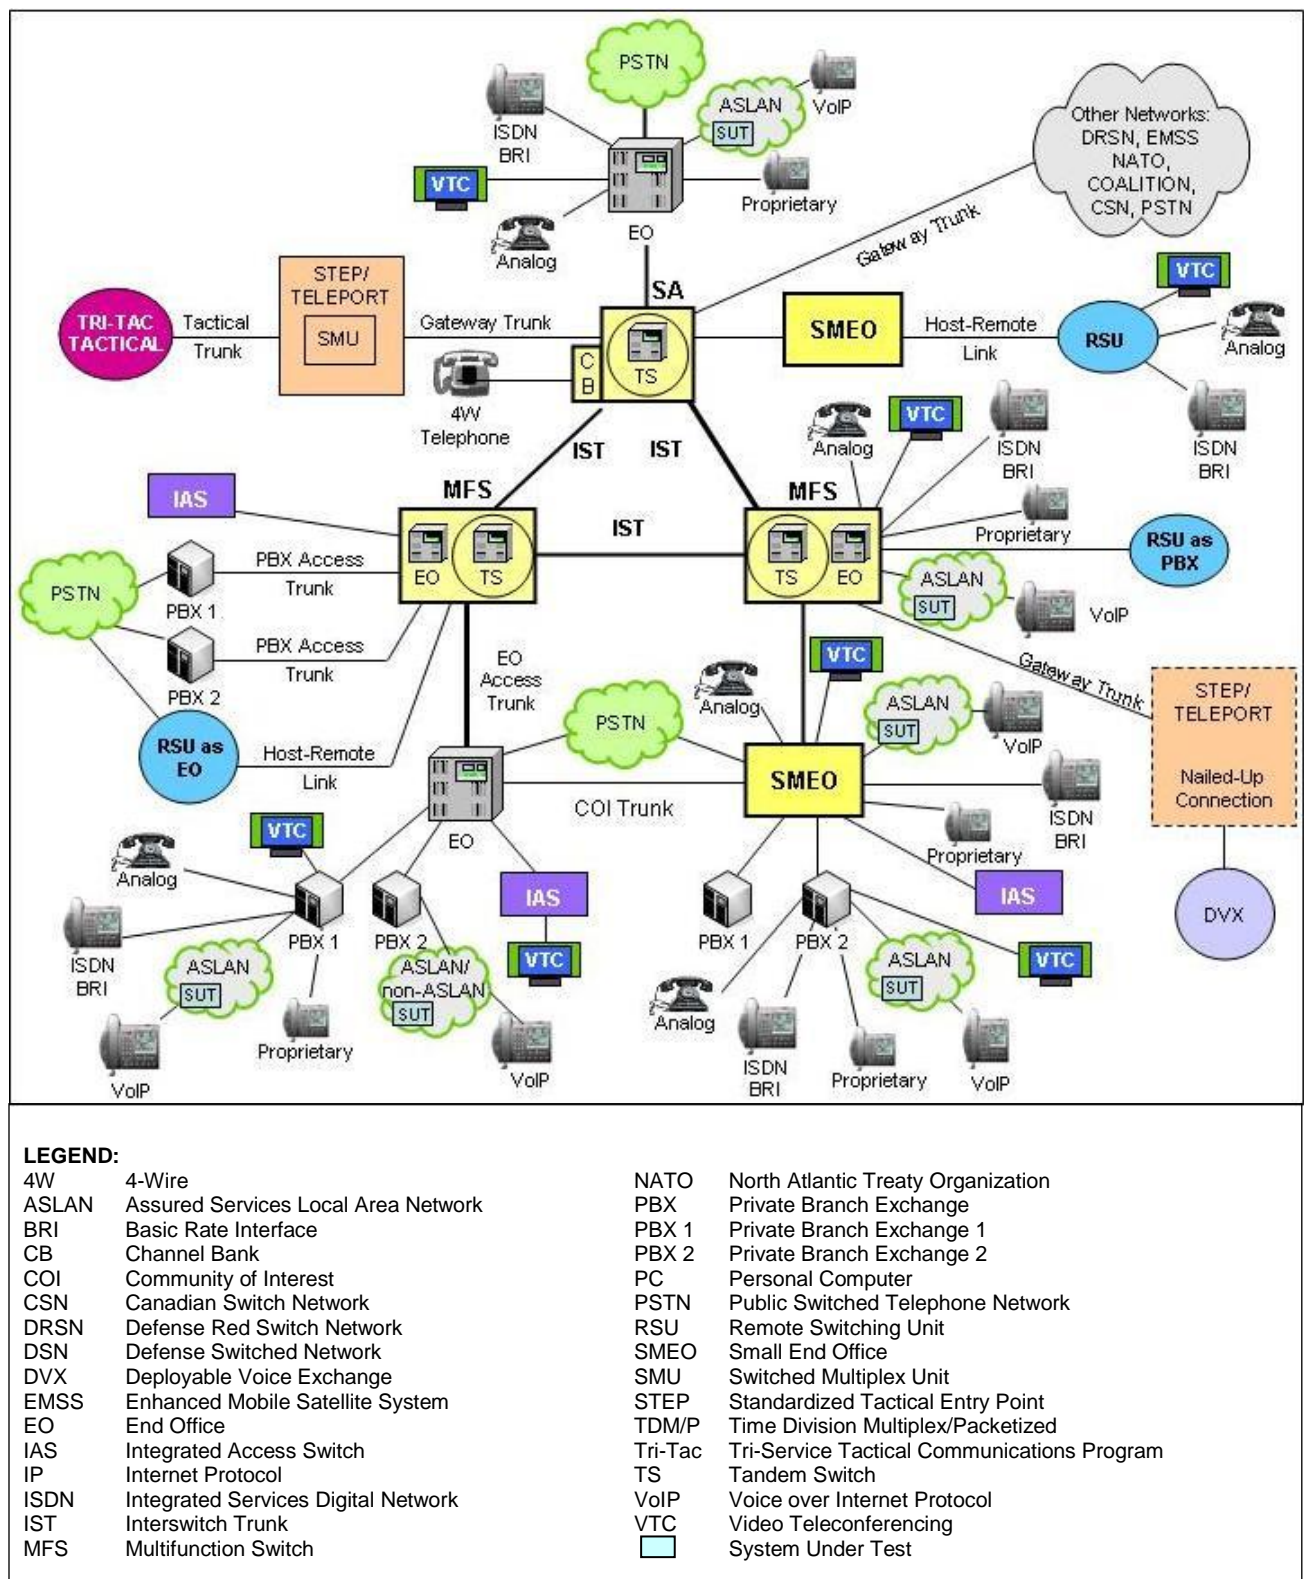 PSTN
ISDN
BRI
ASLAN
SUT
VoIP
VTC
Proprietary
EO
Analog
Other Networks:
DRSN, EMSS
NATO,
COALITION,
CSN, PSTN
Gateway Trunk
STEP/
TELEPORT
SMU
TRI-TAC
TACTICAL
Tactical
Trunk
Gateway Trunk
SA
TS
C
B
4W
Telephone
SMEO
Host-Remote
Link
RSU
VTC
Analog
ISDN
BRI
IST
IST
IST
MFS
EO
TS
IAS
PSTN
PBX 1
PBX Access
Trunk
PBX 2
PBX Access
Trunk
RSU as
EO
Host-Remote
Link
MFS
TS
EO
Analog
VTC
ISDN
BRI
Proprietary
RSU as
PBX
ASLAN
SUT
VoIP
Gateway Trunk
STEP/
TELEPORT
Nailed-Up
Connection
DVX
EO
Access
Trunk
EO
PSTN
COI Trunk
Analog
VTC
ASLAN
SUT
VoIP
SMEO
ISDN
BRI
Proprietary
IAS
VTC
Analog
ISDN
BRI
PBX 1
ASLAN
SUT
VoIP
Proprietary
PBX 2
ASLAN/
non-ASLAN
SUT
VoIP
IAS
VTC
PBX 1
PBX 2
Analog
ISDN
BRI
Proprietary
ASLAN
SUT
VoIP
VTC
LEGEND:
4W 4-Wire
ASLAN Assured Services Local Area Network
BRI Basic Rate Interface
CB Channel Bank
COI Community of Interest
CSN Canadian Switch Network
DRSN Defense Red Switch Network
DSN Defense Switched Network
DVX Deployable Voice Exchange
EMSS Enhanced Mobile Satellite System
EO End Office
IAS Integrated Access Switch
IP Internet Protocol
ISDN Integrated Services Digital Network
IST Interswitch Trunk
MFS Multifunction Switch
NATO North Atlantic Treaty Organization
PBX Private Branch Exchange
PBX 1 Private Branch Exchange 1
PBX 2 Private Branch Exchange 2
PC Personal Computer
PSTN Public Switched Telephone Network
RSU Remote Switching Unit
SMEO Small End Office
SMU Switched Multiplex Unit
STEP Standardized Tactical Entry Point
TDM/P Time Division Multiplex/Packetized
Tri-Tac Tri-Service Tactical Communications Program
TS Tandem Switch
VoIP Voice over Internet Protocol
VTC Video Teleconferencing
System Under Test